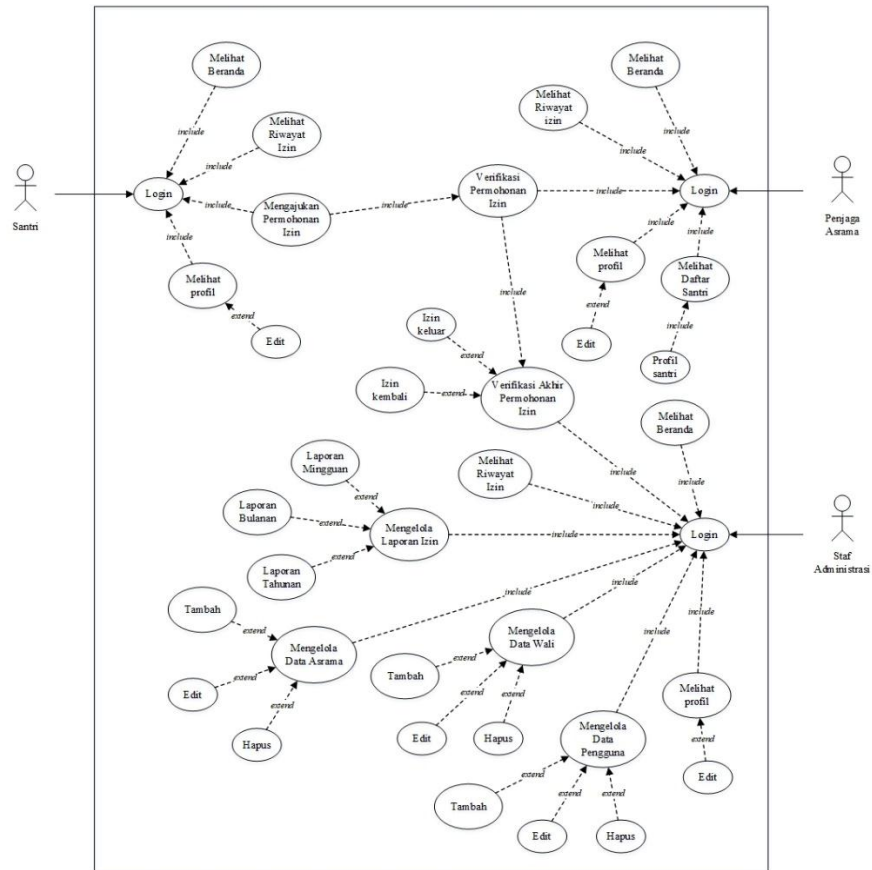 Melihat
Beranda
Melihat
Beranda
Melihat
Riwayat
izin
Melihat
Riwayat
Izin
include
include
include
include
Verifikasi
Permohonan
Izin
Login
include
Mengajukan
Permohonan
Izin
include
include
Login
Santri
Penjaga
Asrama
include
include
include
Melihat
profil
Melihat
profil
Melihat
Daftar
Santri
include
extend
extend
include
Izin
keluar
Edit
Edit
Profil
santri
extend
Izin
kembali
extend
Verifikasi Akhir
Permohonan
Izin
Melihat
Beranda
Laporan
Mingguan
Melihat
Riwayat
Izin
include
include
extend
include
Laporan
Bulanan
extend
Mengelola
Laporan Izin
include
Login
Staf
Administrasi
extend
Laporan
Tahunan
include
include
Tambah
extend
include
include
Mengelola
Data Asrama
Mengelola
Data Wali
extend
Tambah
Edit
extend
extend
extend
extend
Melihat
profil
Hapus
Edit
Hapus
Mengelola
Data
Pengguna
extend
Edit
extend
extend
extend
Tambah
Edit
Hapus